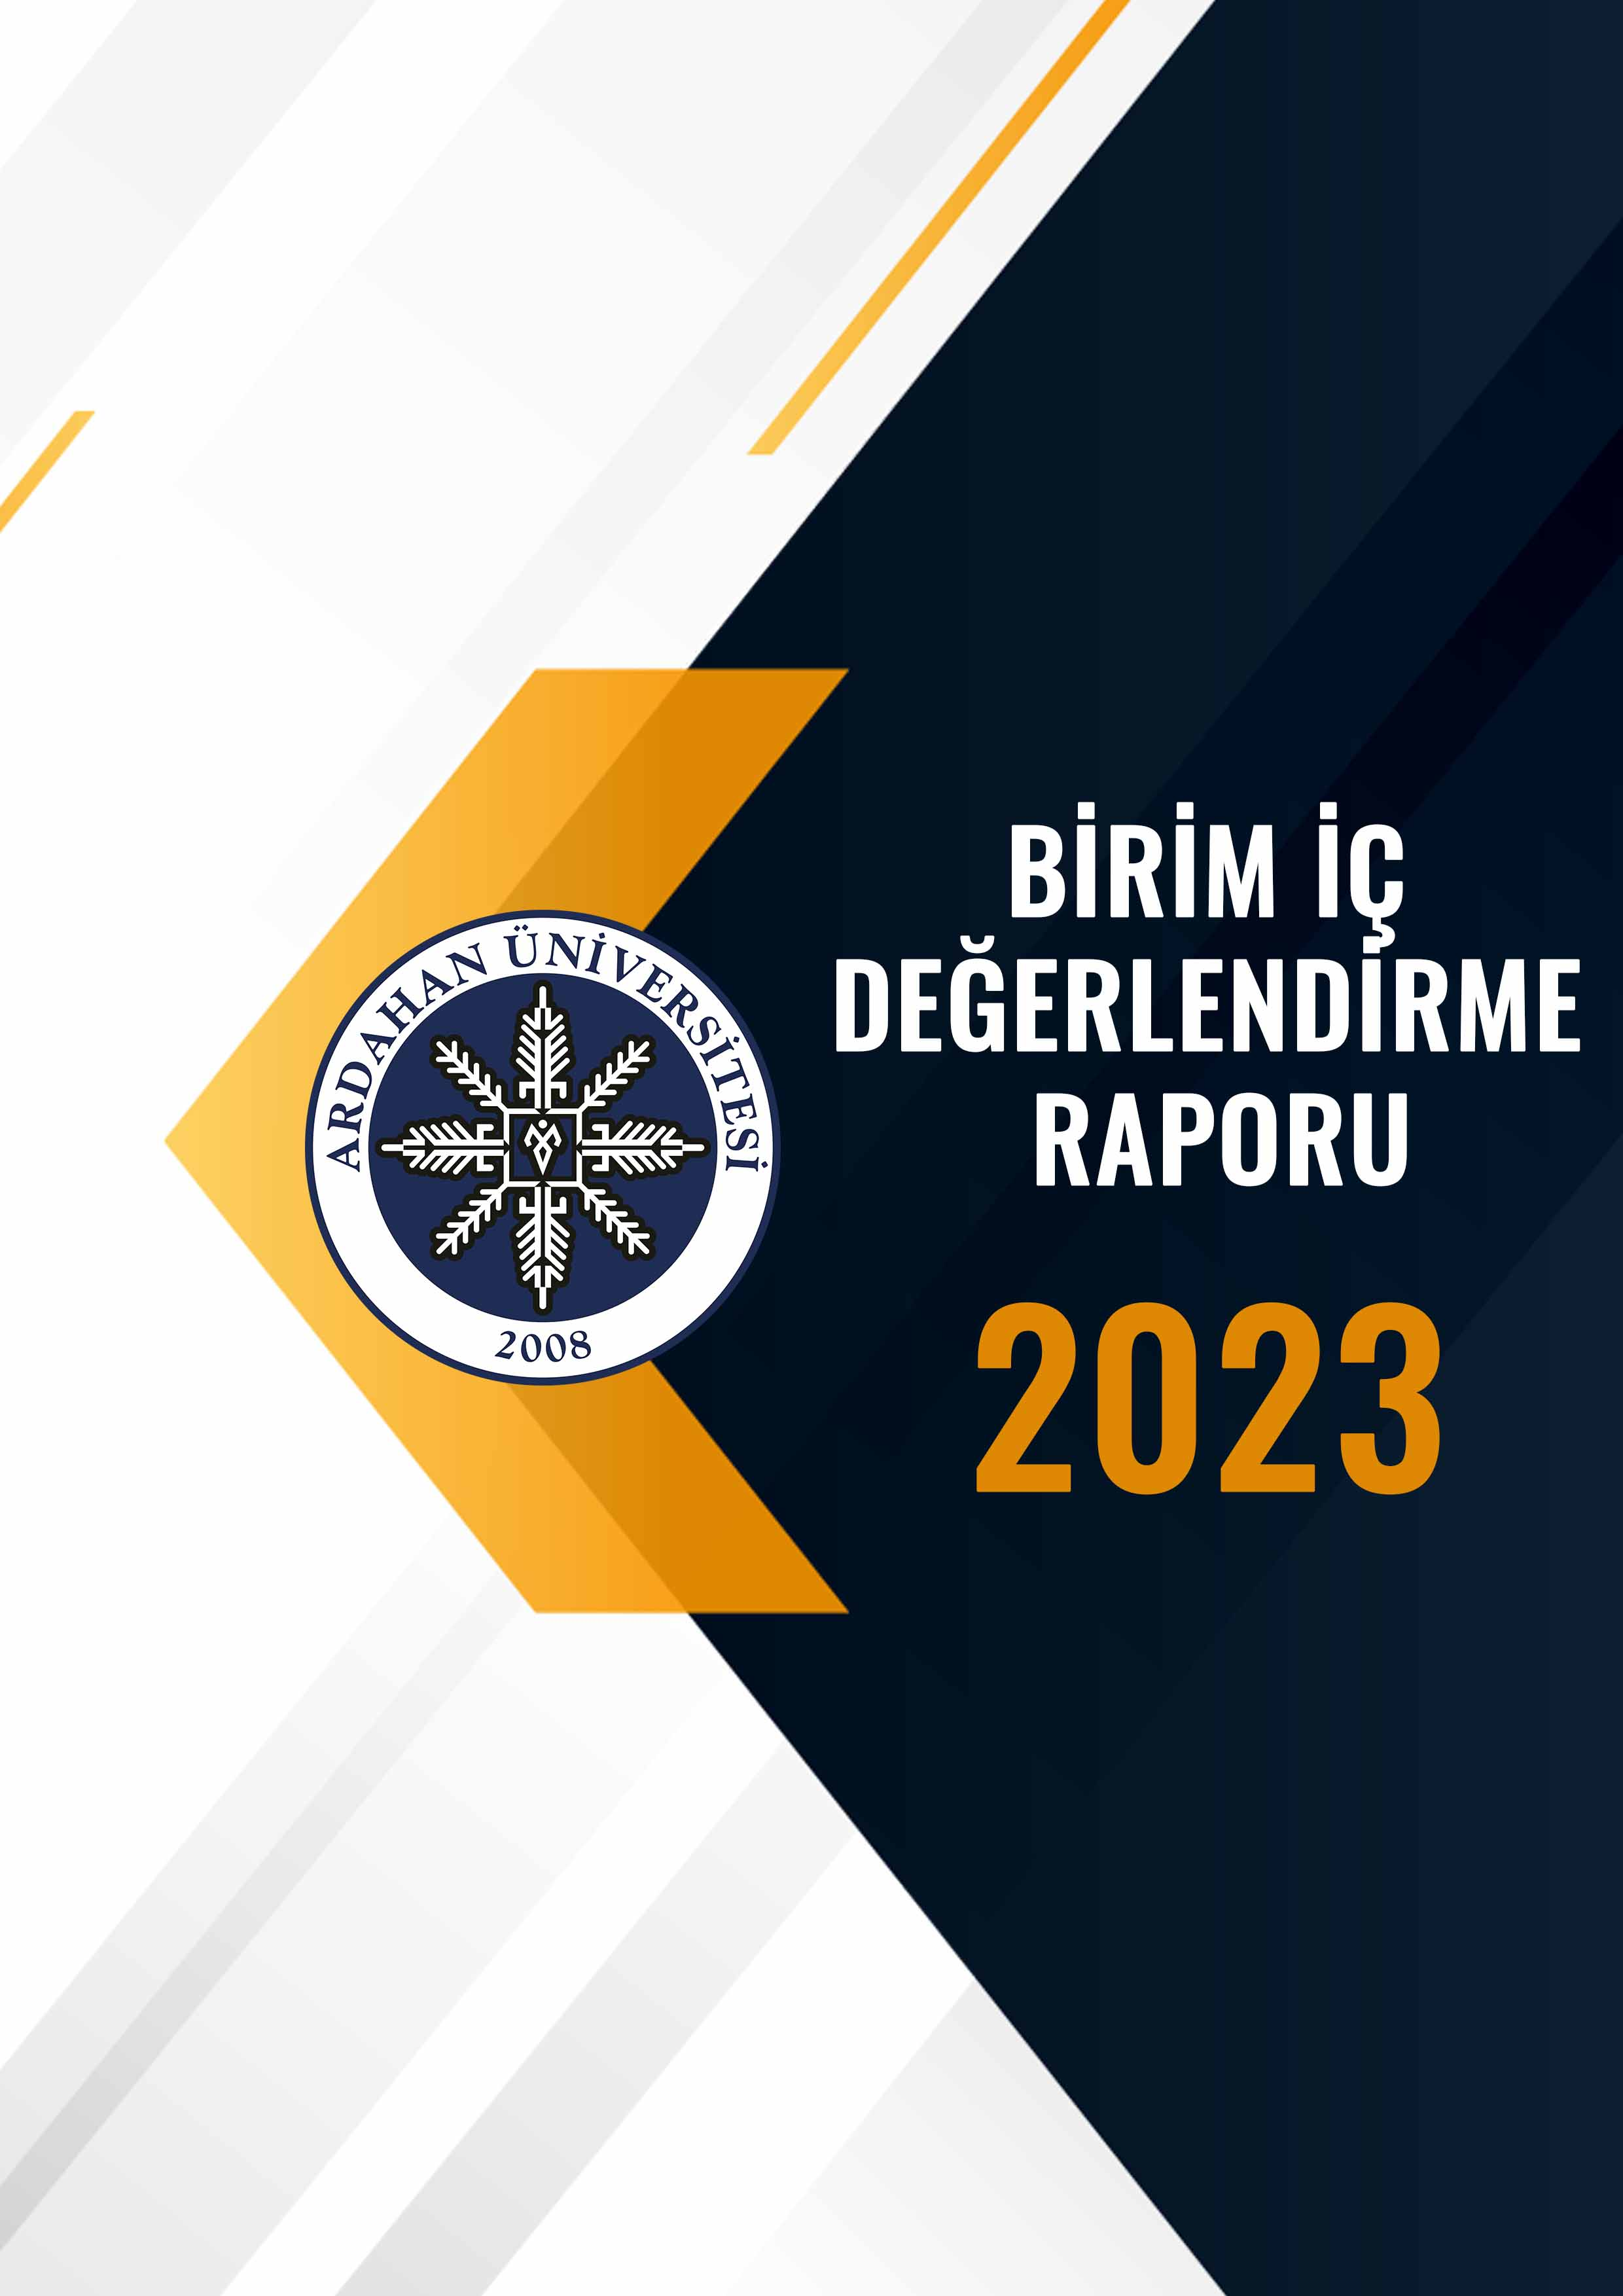 BİRİM İÇ
DEĞERLENDİRME
RAPORU
ARDAHAN ÜNİVERSİTESİ
2008
2023